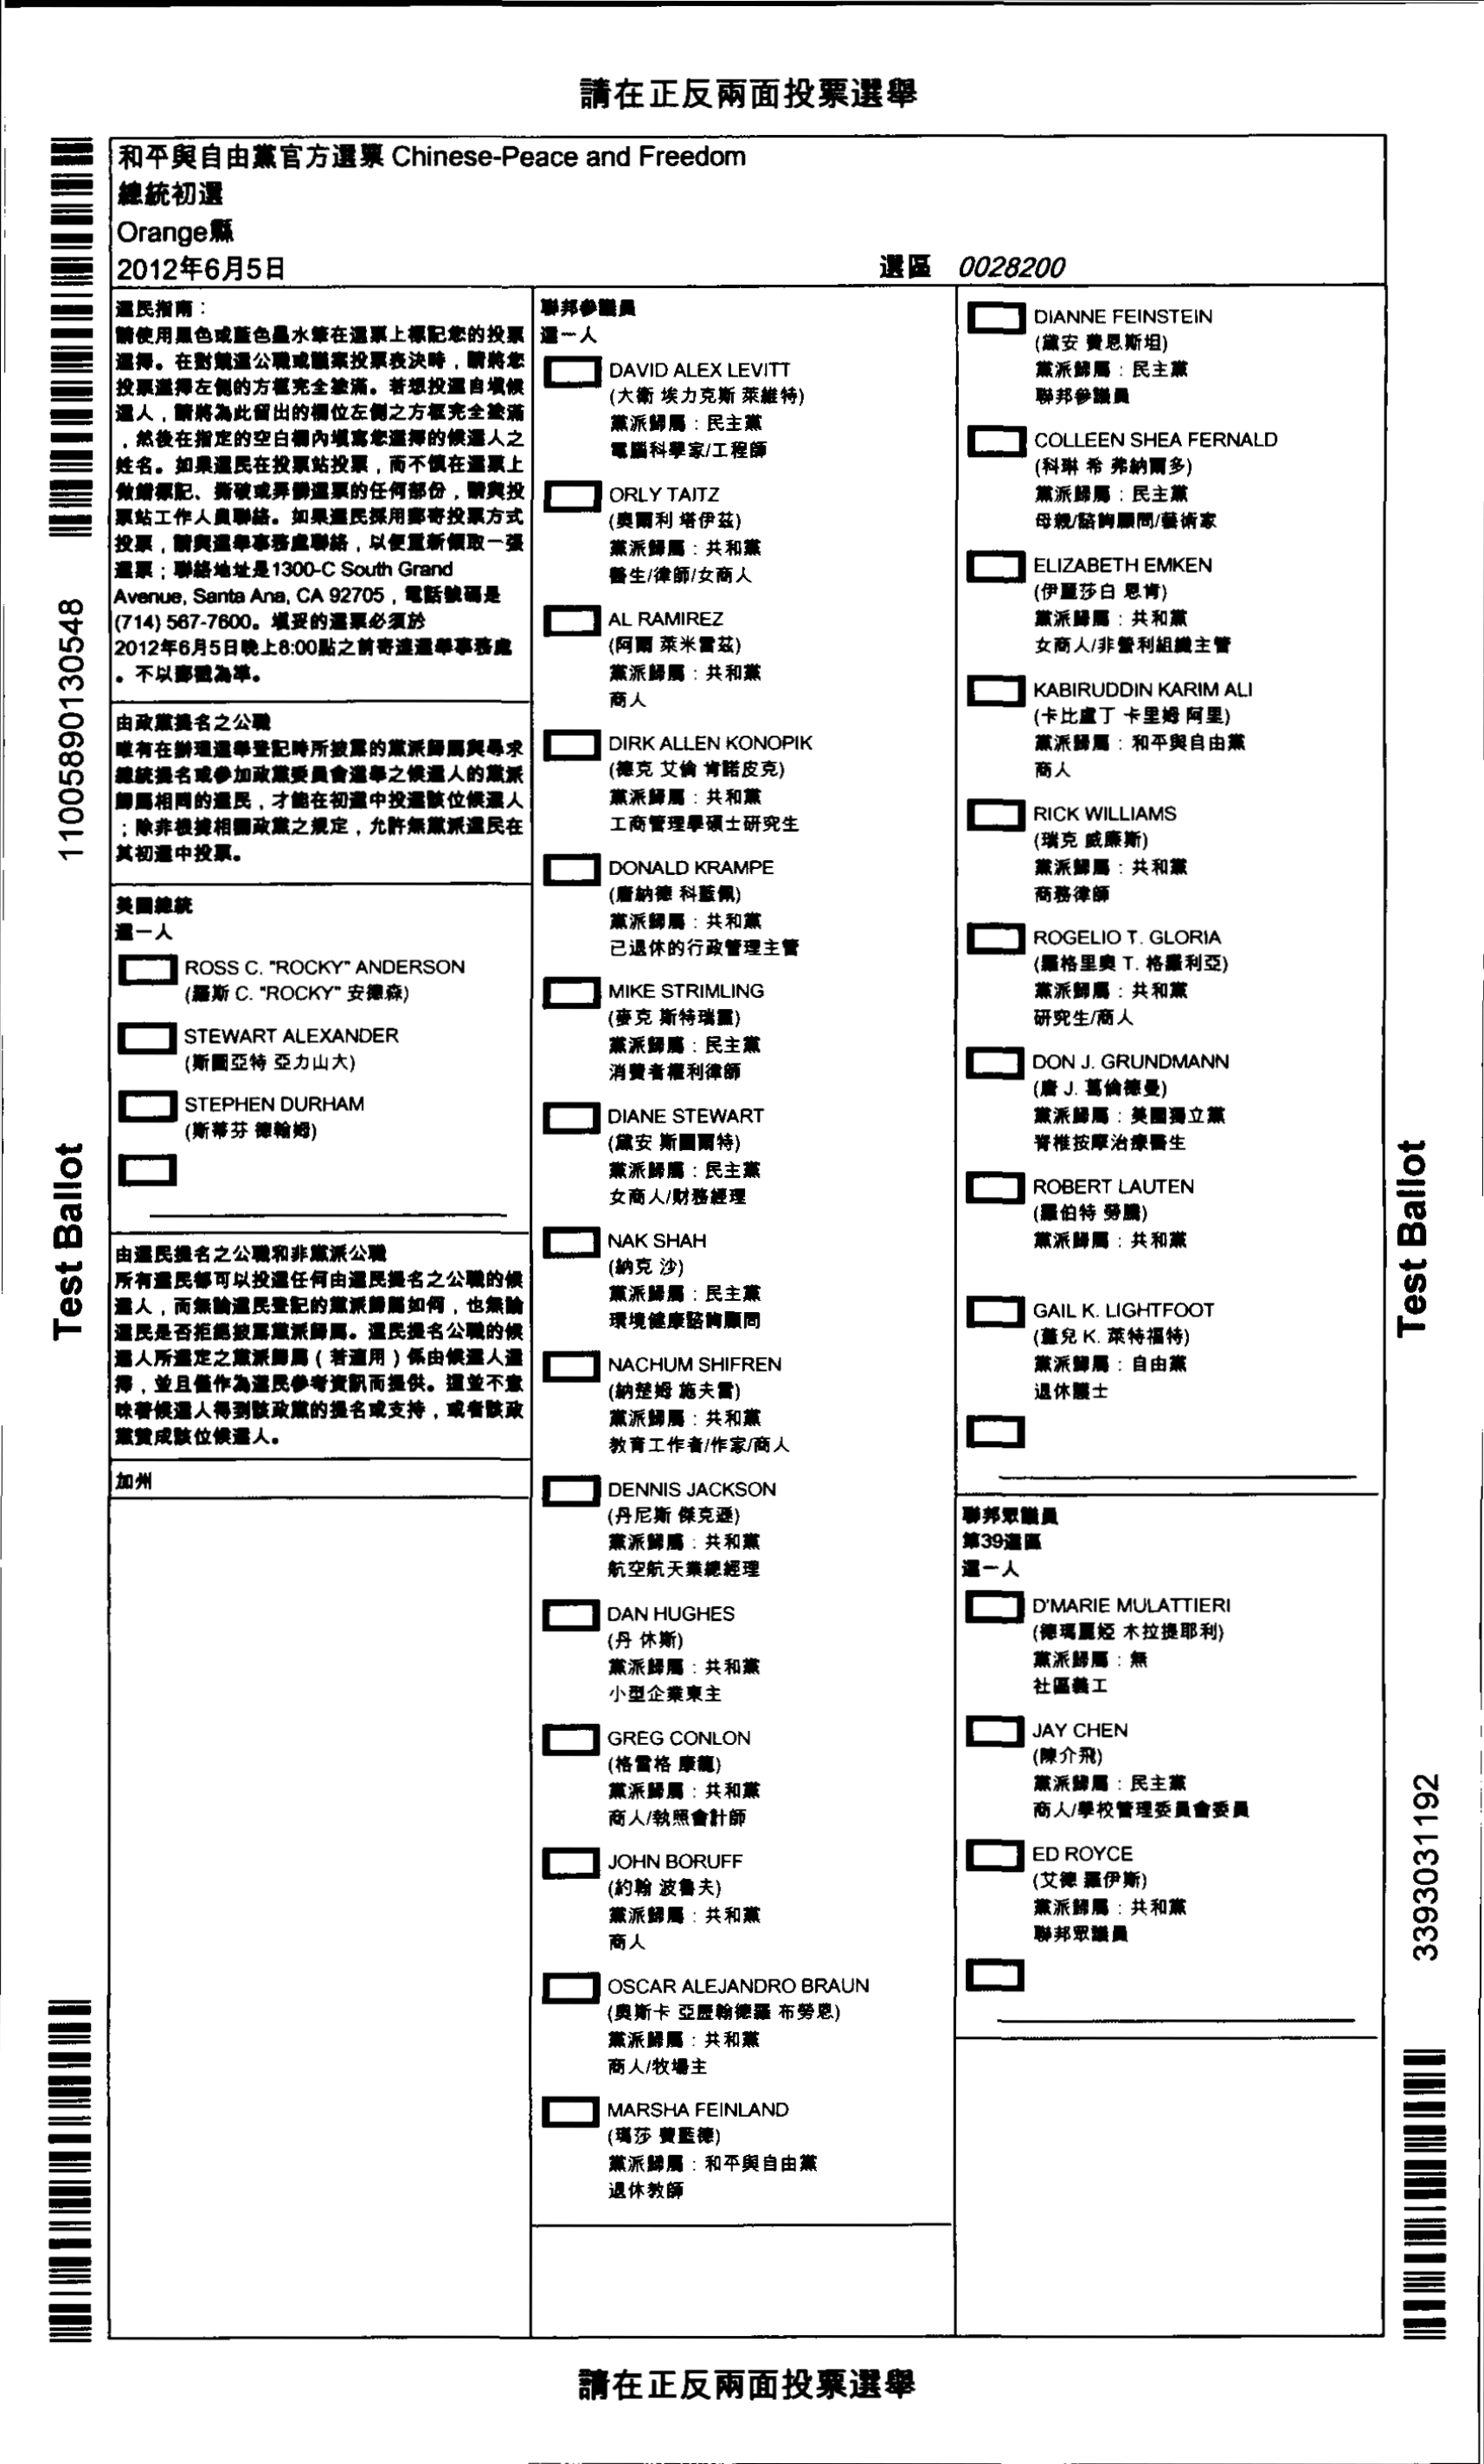 請在正反兩面投票選舉
和平與自由黨官方選票 Chinese-Peace and Freedom
總統初選
Orange縣
2012年6月5日
選區 0028200
選民指南：
請使用黑色或藍色墨水筆在選票上標記您的投票
選擇。在對競選公職或議案投票表決時，請將您
投票選擇左側的方框完全塗滿。若想投選自填候
選人，請將為此留出的欄位左側之方框完全塗滿
，然後在指定的空白欄內填寫您選擇的候選人之
姓名。如果選民在投票站投票，而不慎在選票上
做錯標記、撕破或弄髒選票的任何部份，請與投
票站工作人員聯絡。如果選民採用郵寄投票方式
投票，請與選舉事務處聯絡，以便重新領取一張
選票；聯絡地址是1300-C South Grand
Avenue, Santa Ana, CA 92705，電話號碼是
(714) 567-7600。填妥的選票必須於
2012年6月5日晚上8:00點之前寄達選舉事務處
。不以郵戳為準。
由政黨提名之公職
唯有在辦理選舉登記時所披露的黨派歸屬與尋求
總統提名或參加政黨委員會選舉之候選人的黨派
歸屬相同的選民，才能在初選中投選該位候選人
；除非根據相關政黨之規定，允許無黨派選民在
其初選中投票。
美國總統
選一人
ROSS C. "ROCKY" ANDERSON
(羅斯 C. "ROCKY" 安德森)
STEWART ALEXANDER
(斯圖亞特 亞力山大)
STEPHEN DURHAM
(斯蒂芬 德翰姆)
由選民提名之公職和非黨派公職
所有選民都可以投選任何由選民提名之公職的候
選人，而無論選民登記的黨派歸屬如何，也無論
選民是否拒絕披露黨派歸屬。選民提名公職的候
選人所選定之黨派歸屬（若適用）係由候選人選
擇，並且僅作為選民參考資訊而提供。這並不意
味著候選人得到該政黨的提名或支持，或者該政
黨贊成該位候選人。
加州
聯邦參議員
選一人
DAVID ALEX LEVITT
(大衛 埃力克斯 萊維特)
黨派歸屬：民主黨
電腦科學家/工程師
ORLY TAITZ
(奧爾利 塔伊茲)
黨派歸屬：共和黨
醫生/律師/女商人
AL RAMIREZ
(阿爾 萊米雷茲)
黨派歸屬：共和黨
商人
DIRK ALLEN KONOPIK
(德克 艾倫 肯諾皮克)
黨派歸屬：共和黨
工商管理學碩士研究生
DONALD KRAMPE
(唐納德 科藍佩)
黨派歸屬：共和黨
已退休的行政管理主管
MIKE STRIMLING
(麥克 斯特瑞靈)
黨派歸屬：民主黨
消費者權利律師
DIANE STEWART
(黛安 斯圖爾特)
黨派歸屬：民主黨
女商人/財務經理
NAK SHAH
(納克 沙)
黨派歸屬：民主黨
環境健康諮詢顧問
NACHUM SHIFREN
(納楚姆 施夫雷)
黨派歸屬：共和黨
教育工作者/作家/商人
DENNIS JACKSON
(丹尼斯 傑克遜)
黨派歸屬：共和黨
航空航天業總經理
DAN HUGHES
(丹 休斯)
黨派歸屬：共和黨
小型企業東主
GREG CONLON
(格雷格 康龍)
黨派歸屬：共和黨
商人/執照會計師
JOHN BORUFF
(約翰 波魯夫)
黨派歸屬：共和黨
商人
OSCAR ALEJANDRO BRAUN
(奧斯卡 亞歷翰德羅 布勞恩)
黨派歸屬：共和黨
商人/牧場主
MARSHA FEINLAND
(瑪莎 費藍德)
黨派歸屬：和平與自由黨
退休教師
DIANNE FEINSTEIN
(黛安 費恩斯坦)
黨派歸屬：民主黨
聯邦參議員
COLLEEN SHEA FERNALD
(科琳 希 弗納爾多)
黨派歸屬：民主黨
母親/諮詢顧問/藝術家
ELIZABETH EMKEN
(伊麗莎白 恩肯)
黨派歸屬：共和黨
女商人/非營利組織主管
KABIRUDDIN KARIM ALI
(卡比盧丁 卡里姆 阿里)
黨派歸屬：和平與自由黨
商人
RICK WILLIAMS
(瑞克 威廉斯)
黨派歸屬：共和黨
商務律師
ROGELIO T. GLORIA
(羅格里奧 T. 格羅利亞)
黨派歸屬：共和黨
研究生/商人
DON J. GRUNDMANN
(唐 J. 葛倫德曼)
黨派歸屬：美國獨立黨
脊椎按摩治療醫生
ROBERT LAUTEN
(羅伯特 勞騰)
黨派歸屬：共和黨
GAIL K. LIGHTFOOT
(蓋兒 K. 萊特福特)
黨派歸屬：自由黨
退休護士
聯邦眾議員
第39選區
選一人
D'MARIE MULATTIERI
(德瑪麗婭 木拉提耶利)
黨派歸屬：無
社區義工
JAY CHEN
(陳介飛)
黨派歸屬：民主黨
商人/學校管理委員會委員
ED ROYCE
(艾德 羅伊斯)
黨派歸屬：共和黨
聯邦眾議員
11005890130548
Test Ballot
Test Ballot
3393031192
請在正反兩面投票選舉